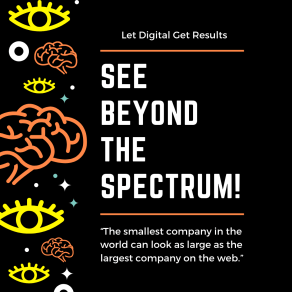 Let Digital Get Results
SEE
BEYOND
THE
SPECTRUM!
"The smallest company in the
world can look as large as the
largest company on the web."